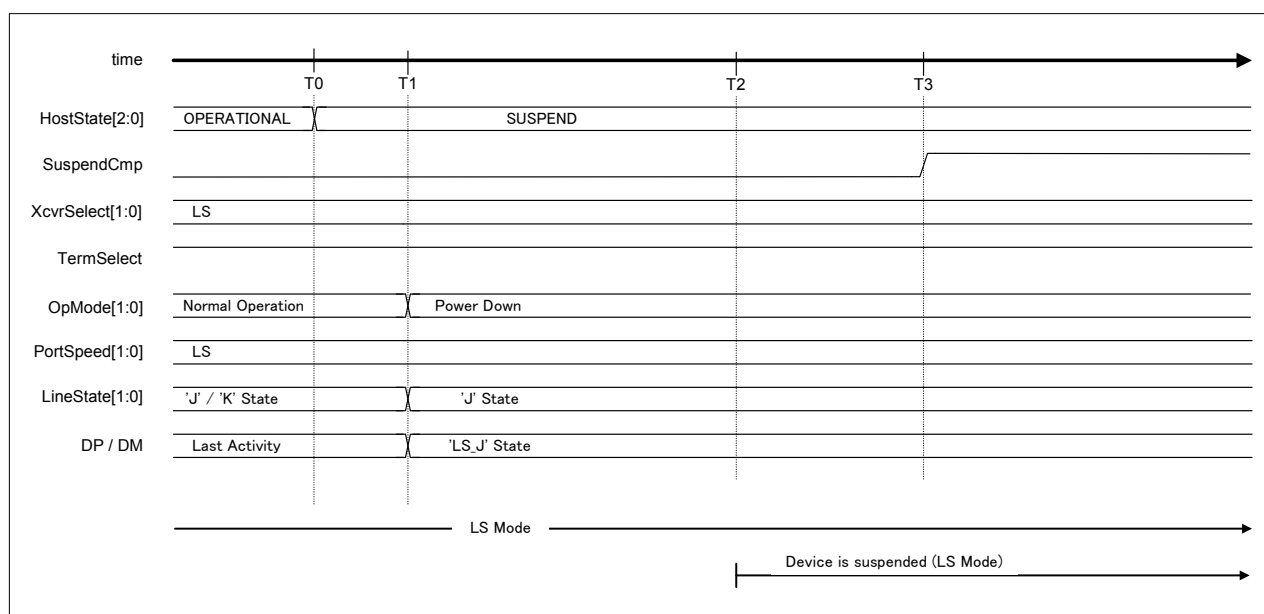 time
T0 T1 T2 T3
HostState[2:0] OPERATIONAL SUSPEND
SuspendCmp
XcvrSelect[1:0] LS
TermSelect
OpMode[1:0] Normal Operation Power Down
PortSpeed[1:0] LS
LineState[1:0] 'J' / 'K' State 'J' State
DP / DM Last Activity 'LS_J' State
LS Mode
Device is suspended (LS Mode)